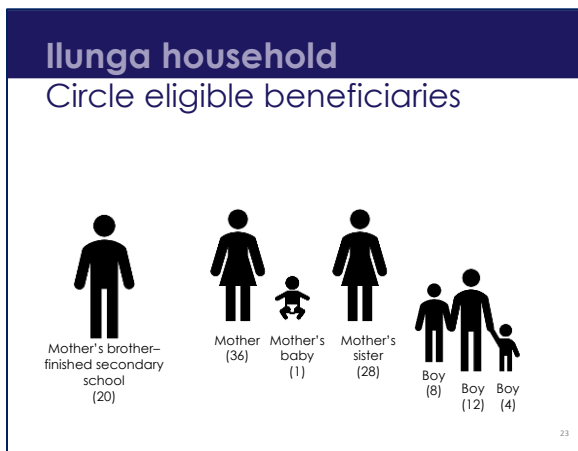 Ilunga household
Circle eligible beneficiaries
Mother's brother–
finished secondary
school
(20)
Mother
(36)
Mother's
baby
(1)
Mother's
sister
(28)
Boy
(8)
Boy
(12)
Boy
(4)
23